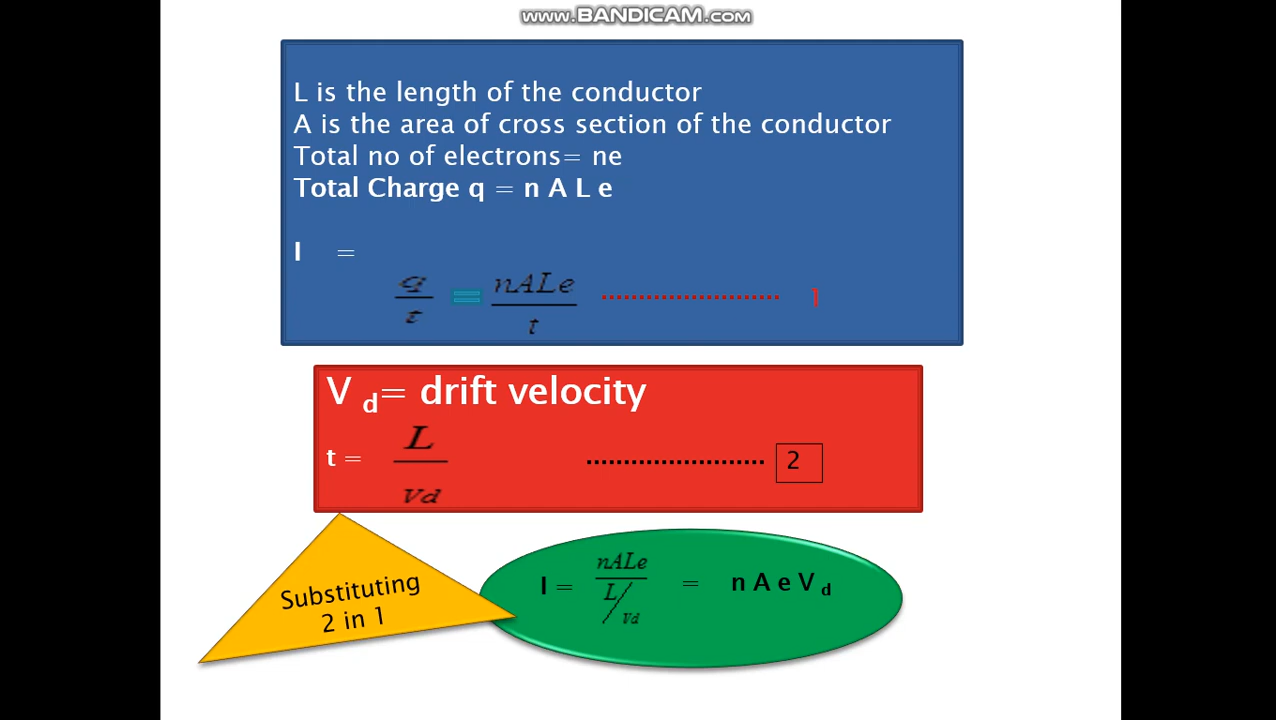 www.BANDICAM.com
L is the length of the conductor
A is the area of cross section of the conductor
Total no of electrons= ne
Total Charge q = n A L e
I =
q/t = nALe/t ........................ 1
V d= drift velocity
t = L/Vd ........................ 2
Substituting
2 in 1
I = nALe/(L/Vd) = n A e V d